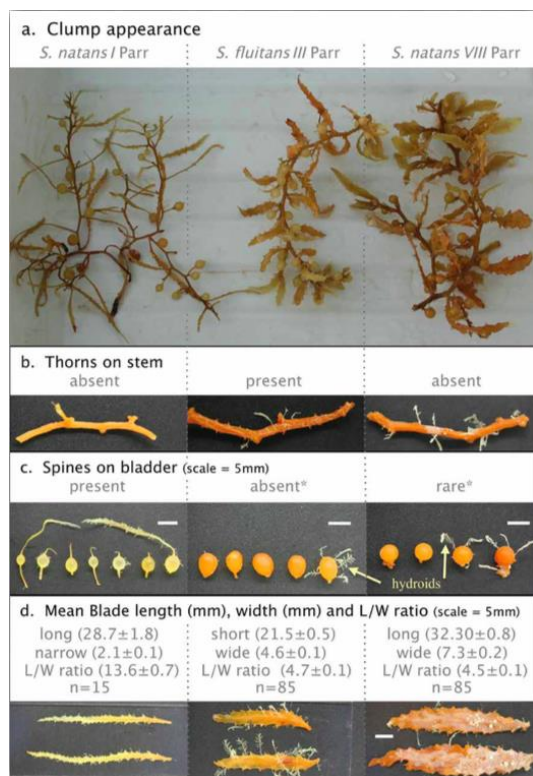 a. Clump appearance
S. natans I Parr S. fluitans III Parr S. natans VIII Parr
b. Thorns on stem
absent present absent
c. Spines on bladder (scale = 5mm)
present absent* rare*
hydroids
d. Mean Blade length (mm), width (mm) and L/W ratio (scale = 5mm)
long (28.7±1.8) short (21.5±0.5) long (32.30±0.8)
narrow (2.1±0.1) wide (4.6±0.1) wide (7.3±0.2)
L/W ratio (13.6±0.7) L/W ratio (4.7±0.1) L/W ratio (4.5±0.1)
n=15 n=85 n=85